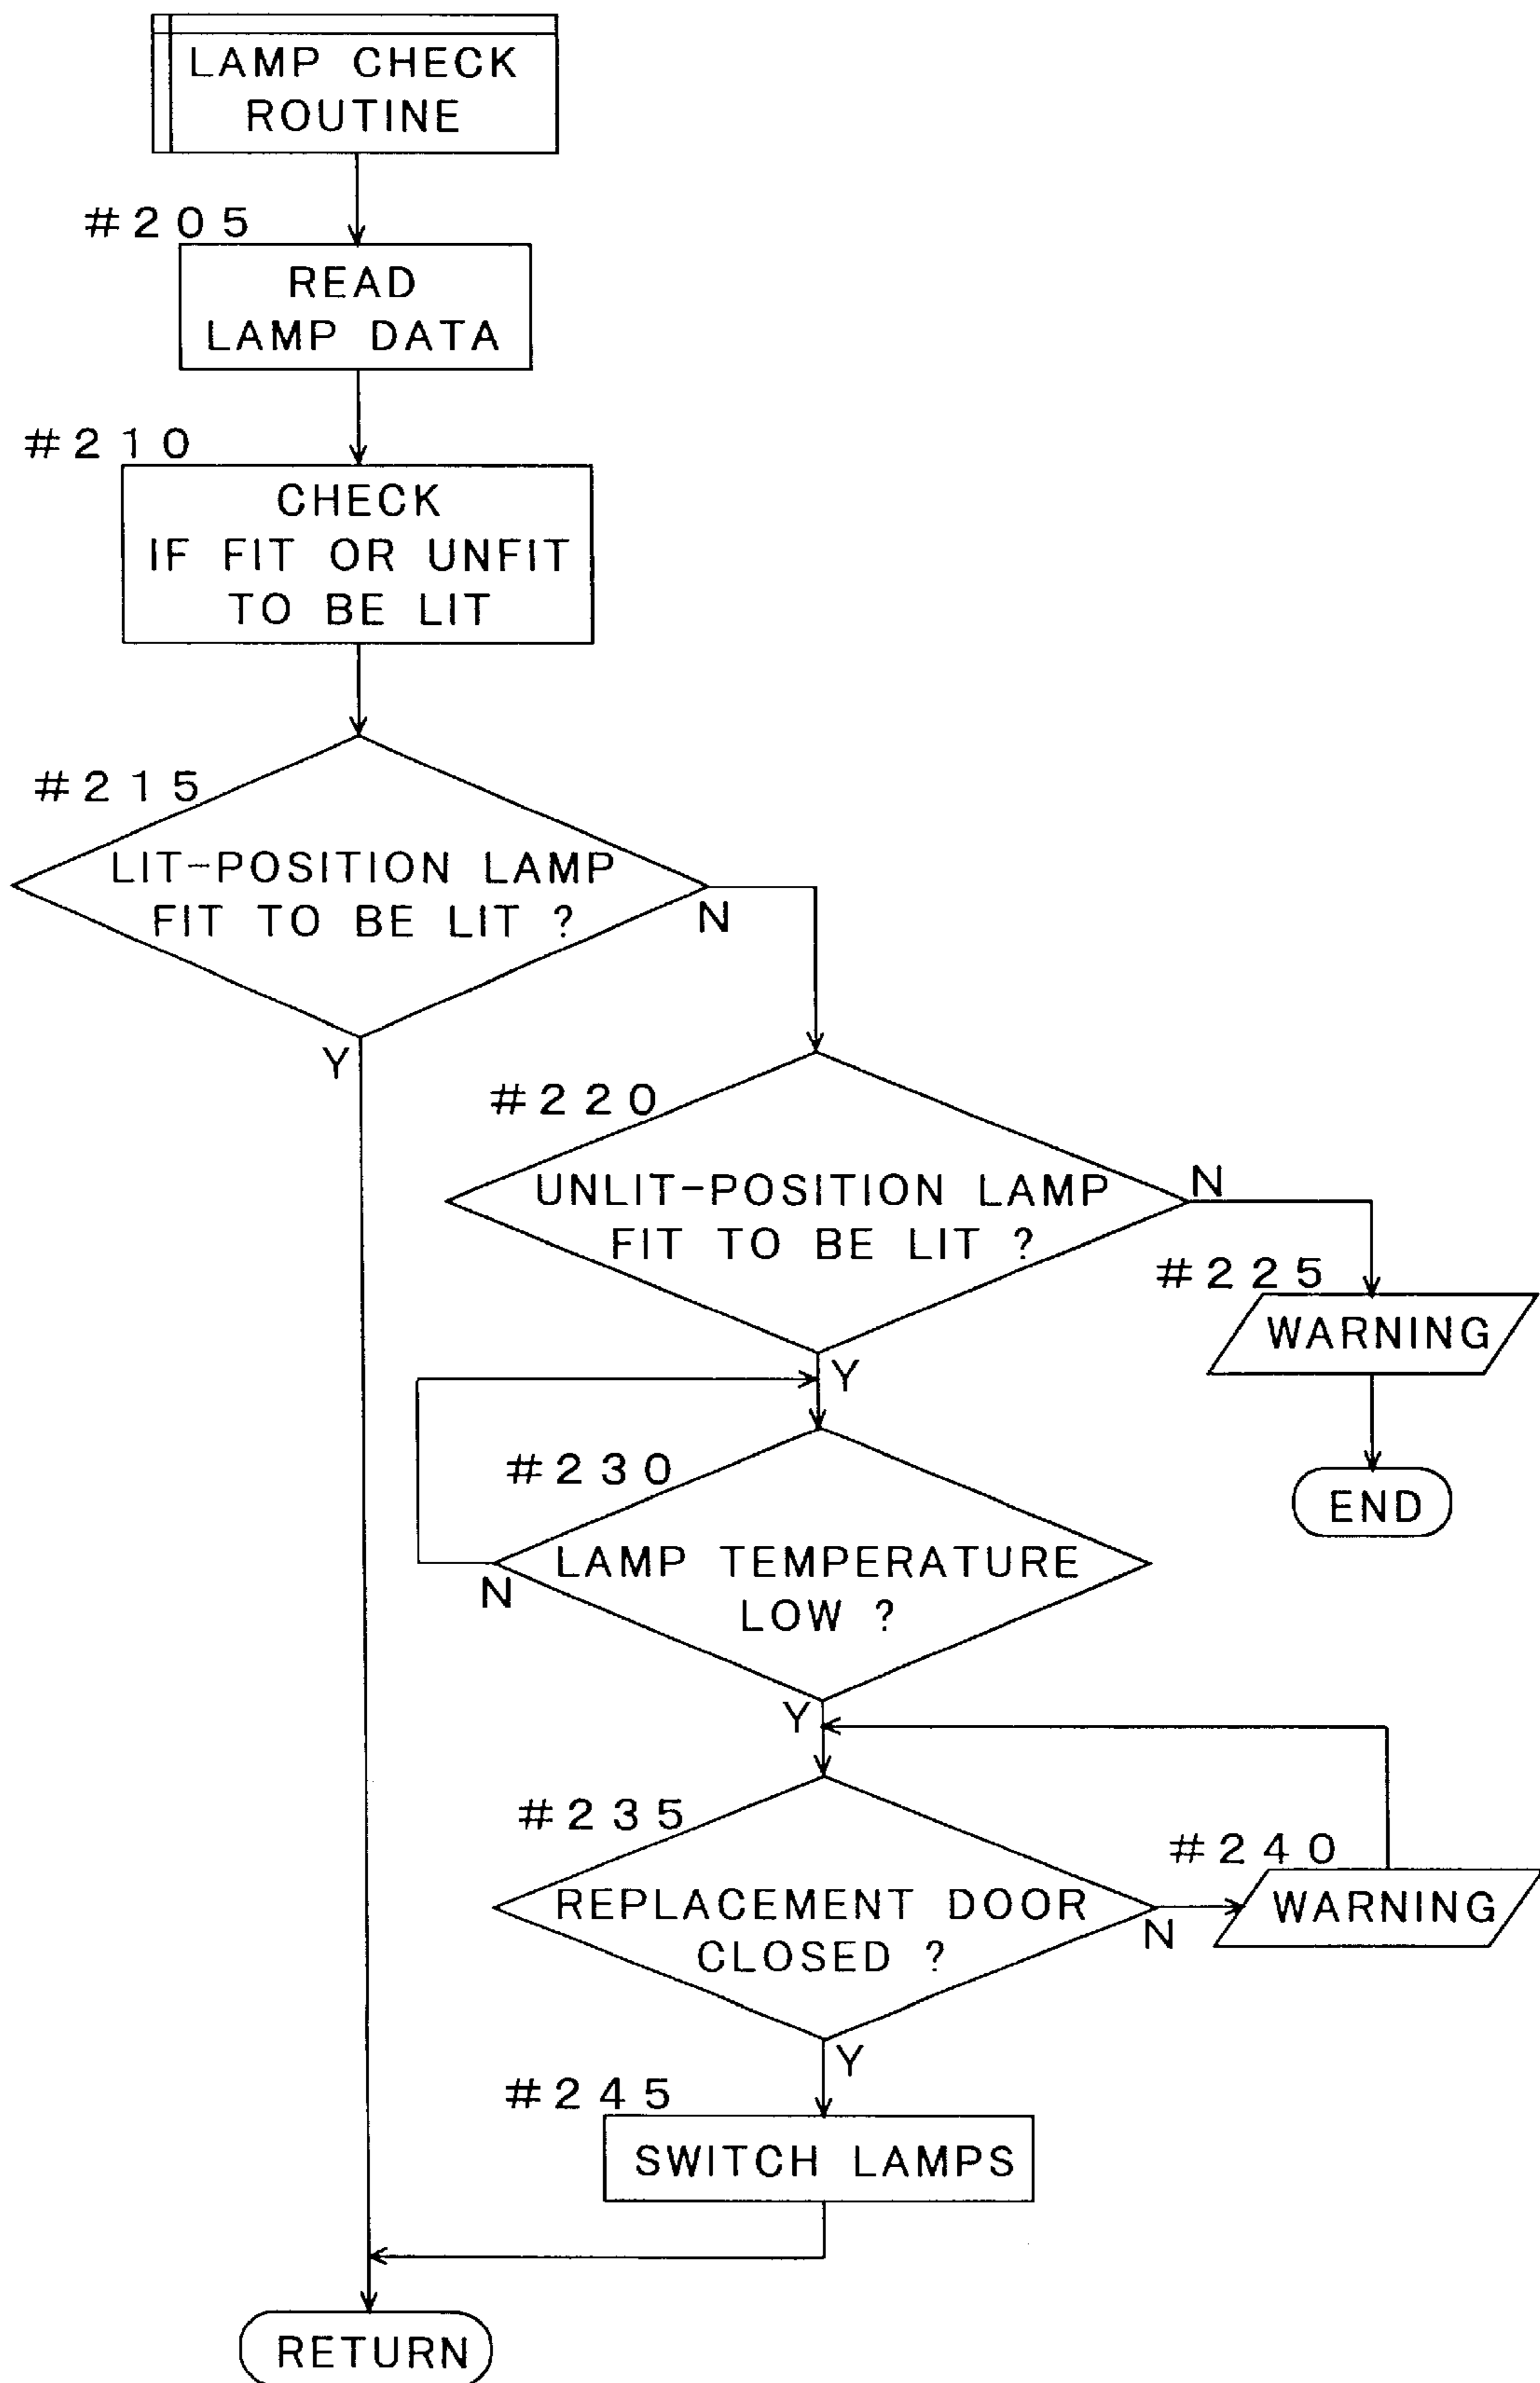 LAMP CHECK
ROUTINE
#205
READ
LAMP DATA
#210
CHECK
IF FIT OR UNFIT
TO BE LIT
#215
LIT-POSITION LAMP
FIT TO BE LIT ?
N
Y
#220
UNLIT-POSITION LAMP
FIT TO BE LIT ?
N
#225
WARNING
END
Y
#230
LAMP TEMPERATURE
LOW ?
N
Y
#235
REPLACEMENT DOOR
CLOSED ?
N
#240
WARNING
Y
#245
SWITCH LAMPS
RETURN